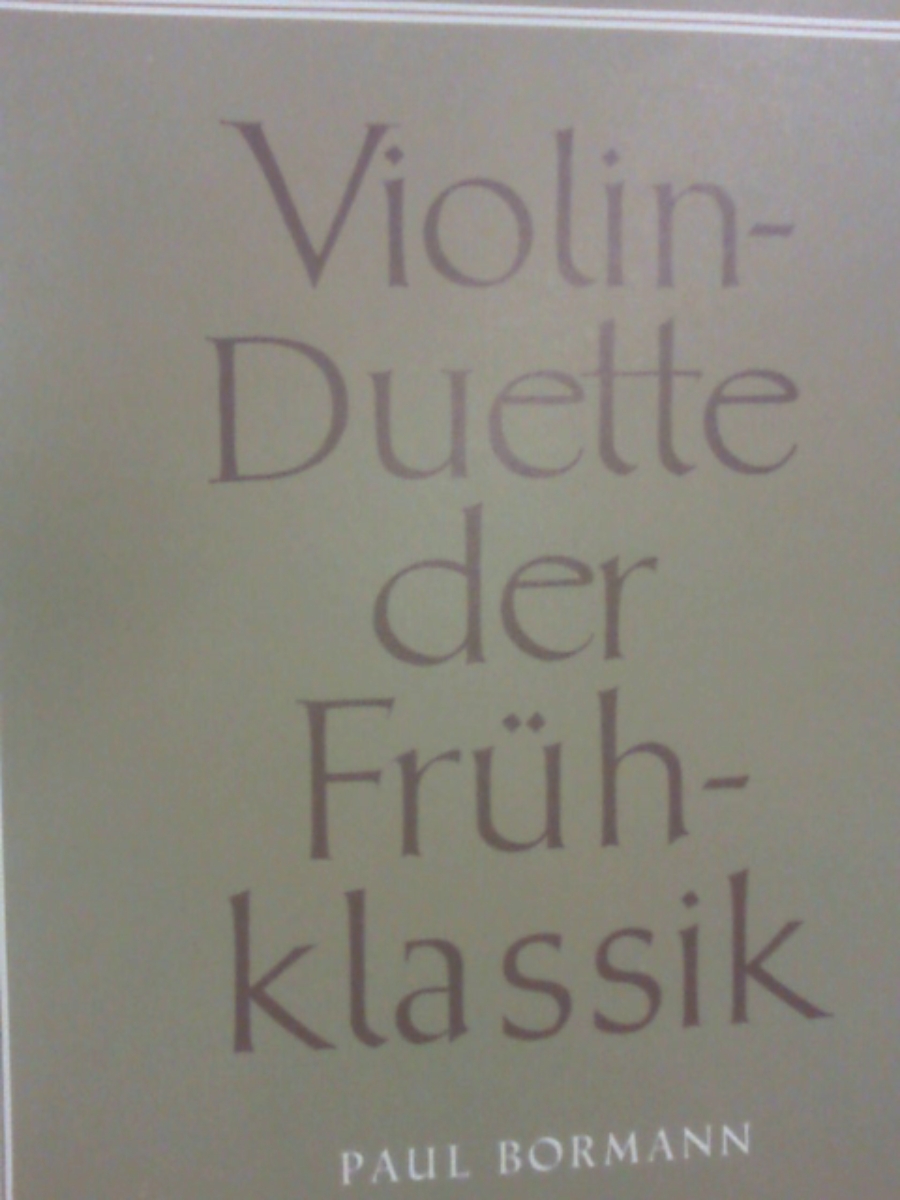 Violin-
Duette
der
Früh-
klassik
PAUL BORMANN